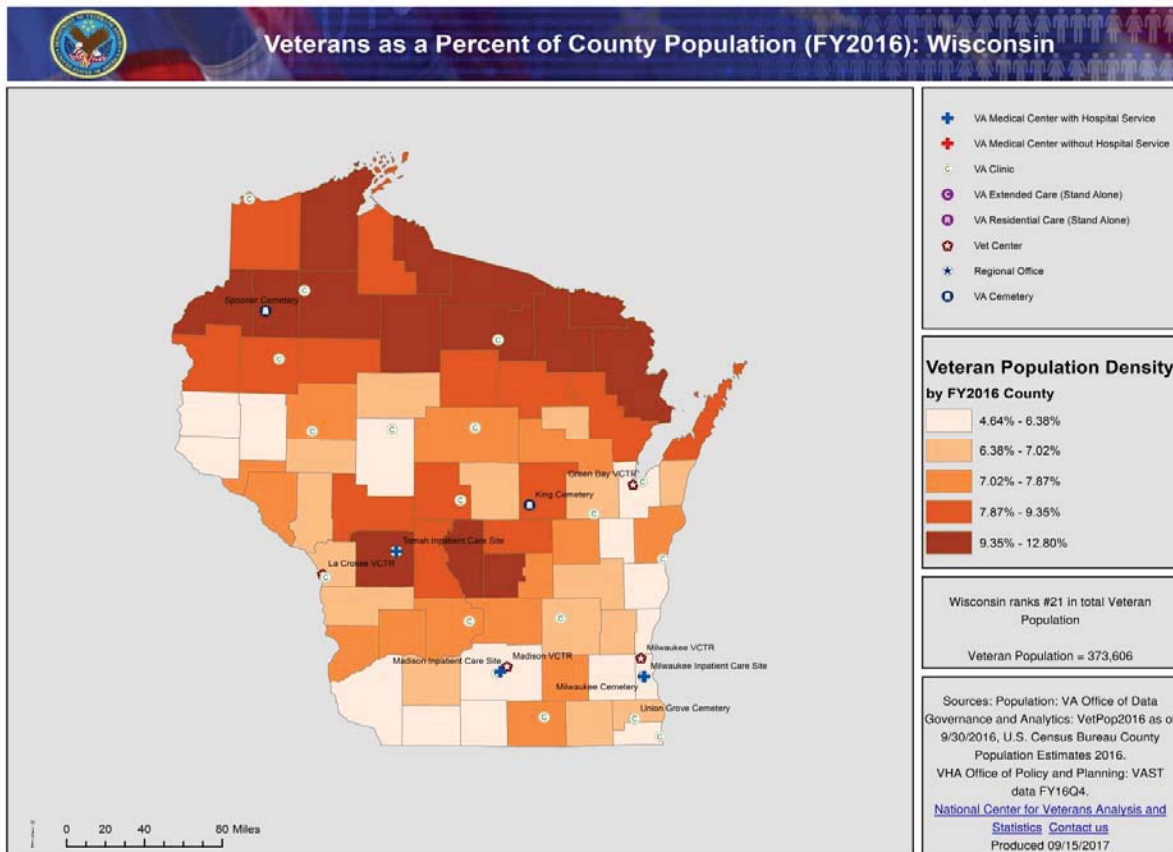 Veterans as a Percent of County Population (FY2016): Wisconsin
VA Medical Center with Hospital Service
VA Medical Center without Hospital Service
C VA Clinic
C VA Extended Care (Stand Alone)
R VA Residential Care (Stand Alone)
Vet Center
Regional Office
VA Cemetery
Spooner Cemetery
Green Bay VCTR
King Cemetery
Tomah Inpatient Care Site
La Crosse VCTR
Madison Inpatient Care Site
Madison VCTR
Milwaukee VCTR
Milwaukee Inpatient Care Site
Milwaukee Cemetery
Union Grove Cemetery
0 20 40 80 Miles
Veteran Population Density
by FY2016 County
4.64% - 6.38%
6.38% - 7.02%
7.02% - 7.87%
7.87% - 9.35%
9.35% - 12.80%
Wisconsin ranks #21 in total Veteran
Population
Veteran Population = 373,606
Sources: Population: VA Office of Data
Governance and Analytics: VetPop2016 as o
9/30/2016, U.S. Census Bureau County
Population Estimates 2016.
VHA Office of Policy and Planning: VAST
data FY16Q4.
National Center for Veterans Analysis and
Statistics Contact us
Produced 09/15/2017